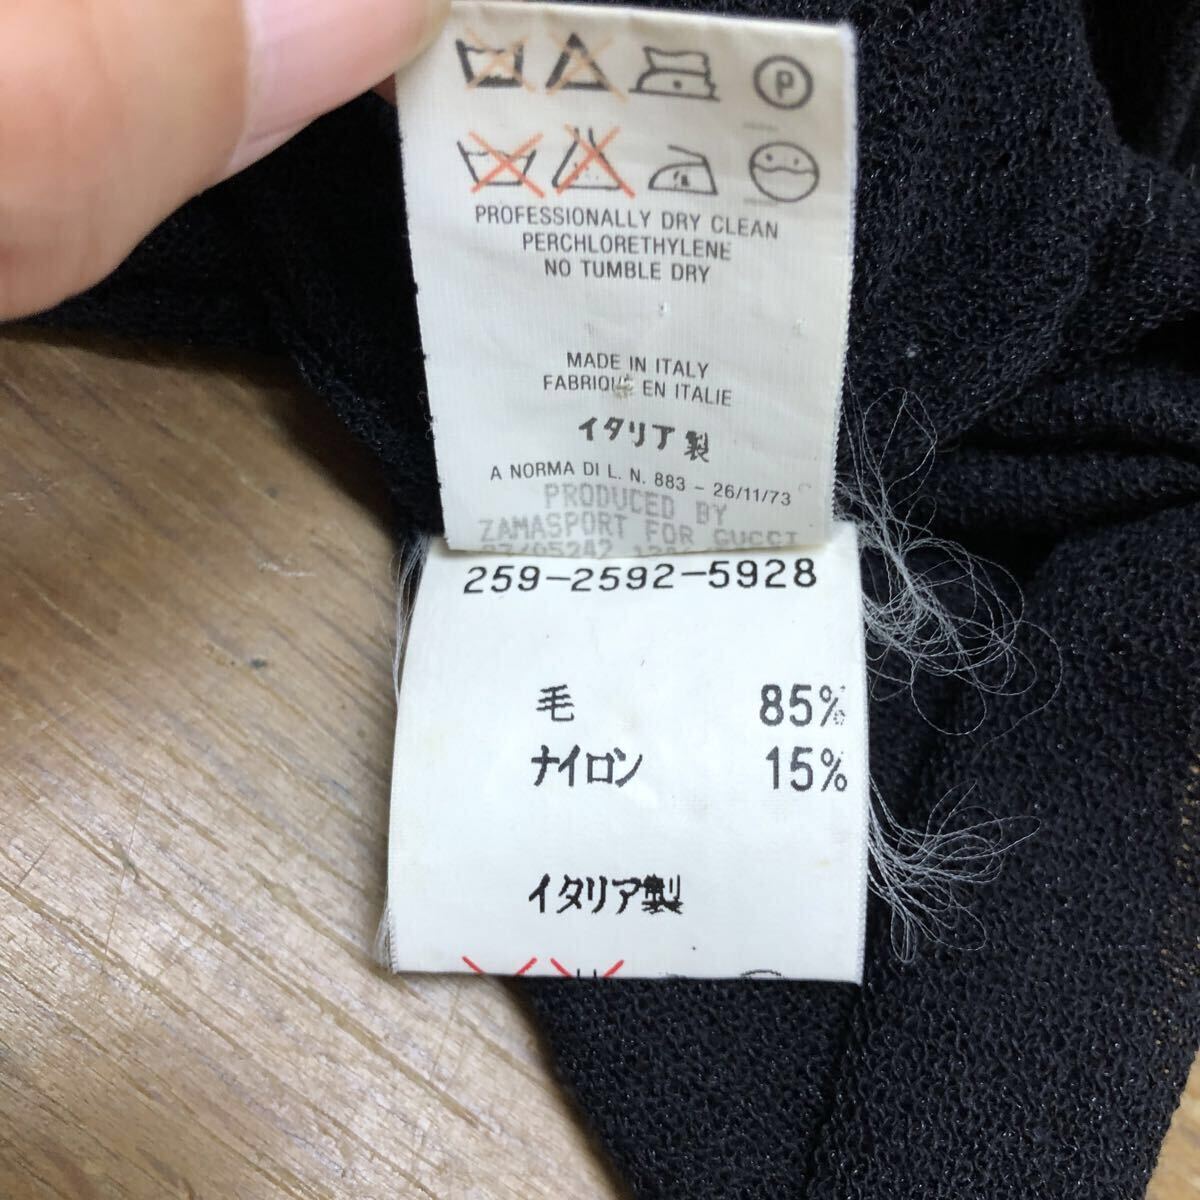 P
PROFESSIONALLY DRY CLEAN
PERCHLORETHYLENE
NO TUMBLE DRY
MADE IN ITALY
FABRIQUE EN ITALIE
イタリア製
A NORMA DI L. N. 883 - 26/11/73
PRODUCED BY
ZAMASPORT FOR GUCCI
259-2592-5928
毛 85%
ナイロン 15%
イタリア製